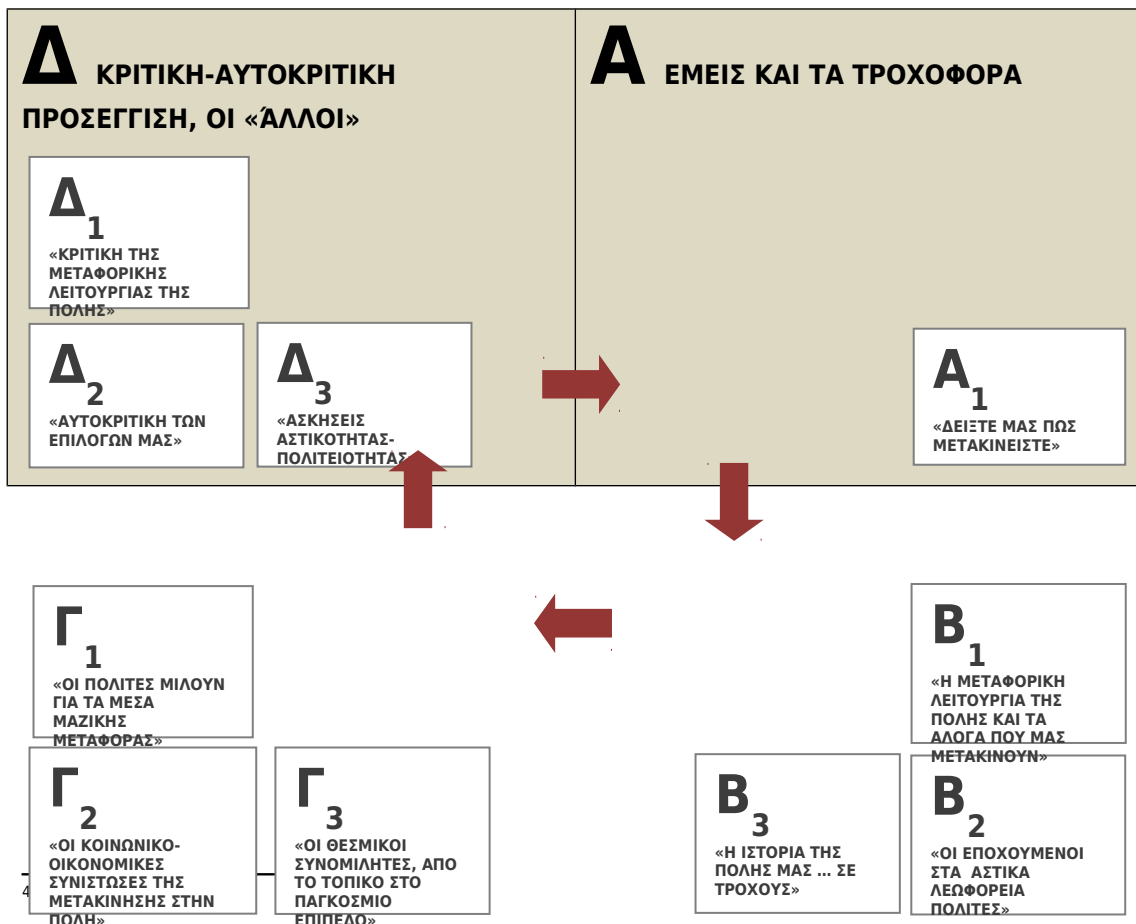 Δ ΚΡΙΤΙΚΗ-ΑΥΤΟΚΡΙΤΙΚΗ
ΠΡΟΣΕΓΓΙΣΗ, ΟΙ «ΆΛΛΟΙ»
Δ1
«ΚΡΙΤΙΚΗ ΤΗΣ
ΜΕΤΑΦΟΡΙΚΗΣ
ΛΕΙΤΟΥΡΓΙΑΣ ΤΗΣ
ΠΟΛΗΣ»
Δ2
«ΑΥΤΟΚΡΙΤΙΚΗ ΤΩΝ
ΕΠΙΛΟΓΩΝ ΜΑΣ»
Δ3
«ΑΣΚΗΣΕΙΣ
ΑΣΤΙΚΟΤΗΤΑΣ-
ΠΟΛΙΤΕΙΟΤΗΤΑΣ»
Α ΕΜΕΙΣ ΚΑΙ ΤΑ ΤΡΟΧΟΦΟΡΑ
Α1
«ΔΕΙΞΤΕ ΜΑΣ ΠΩΣ
ΜΕΤΑΚΙΝΕΙΣΤΕ»
Γ1
«ΟΙ ΠΟΛΙΤΕΣ ΜΙΛΟΥΝ
ΓΙΑ ΤΑ ΜΕΣΑ
ΜΑΖΙΚΗΣ
ΜΕΤΑΦΟΡΑΣ»
Γ2
«ΟΙ ΚΟΙΝΩΝΙΚΟ-
ΟΙΚΟΝΟΜΙΚΕΣ
ΣΥΝΙΣΤΩΣΕΣ ΤΗΣ
ΜΕΤΑΚΙΝΗΣΗΣ ΣΤΗΝ
ΠΟΛΗ»
Γ3
«ΟΙ ΘΕΣΜΙΚΟΙ
ΣΥΝΟΜΙΛΗΤΕΣ, ΑΠΟ
ΤΟ ΤΟΠΙΚΟ ΣΤΟ
ΠΑΓΚΟΣΜΙΟ
ΕΠΙΠΕΔΟ»
Β1
«Η ΜΕΤΑΦΟΡΙΚΗ
ΛΕΙΤΟΥΡΓΙΑ ΤΗΣ
ΠΟΛΗΣ ΚΑΙ ΤΑ
ΑΛΟΓΑ ΠΟΥ ΜΑΣ
ΜΕΤΑΚΙΝΟΥΝ»
Β3
«Η ΙΣΤΟΡΙΑ ΤΗΣ
ΠΟΛΗΣ ΜΑΣ ... ΣΕ
ΤΡΟΧΟΥΣ»
Β2
«ΟΙ ΕΠΟΧΟΥΜΕΝΟΙ
ΣΤΑ  ΑΣΤΙΚΑ
ΛΕΩΦΟΡΕΙΑ
ΠΟΛΙΤΕΣ»
4